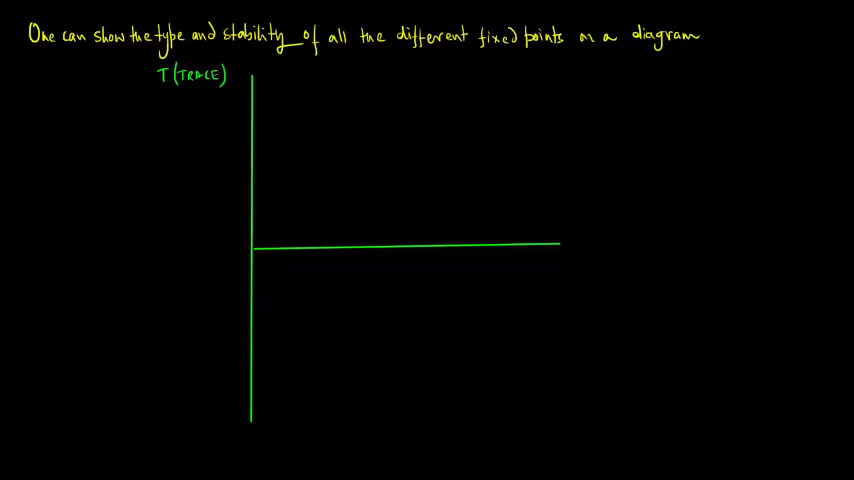 One can show the type and stability of all the different fixed points on a diagram
T (TRACE)